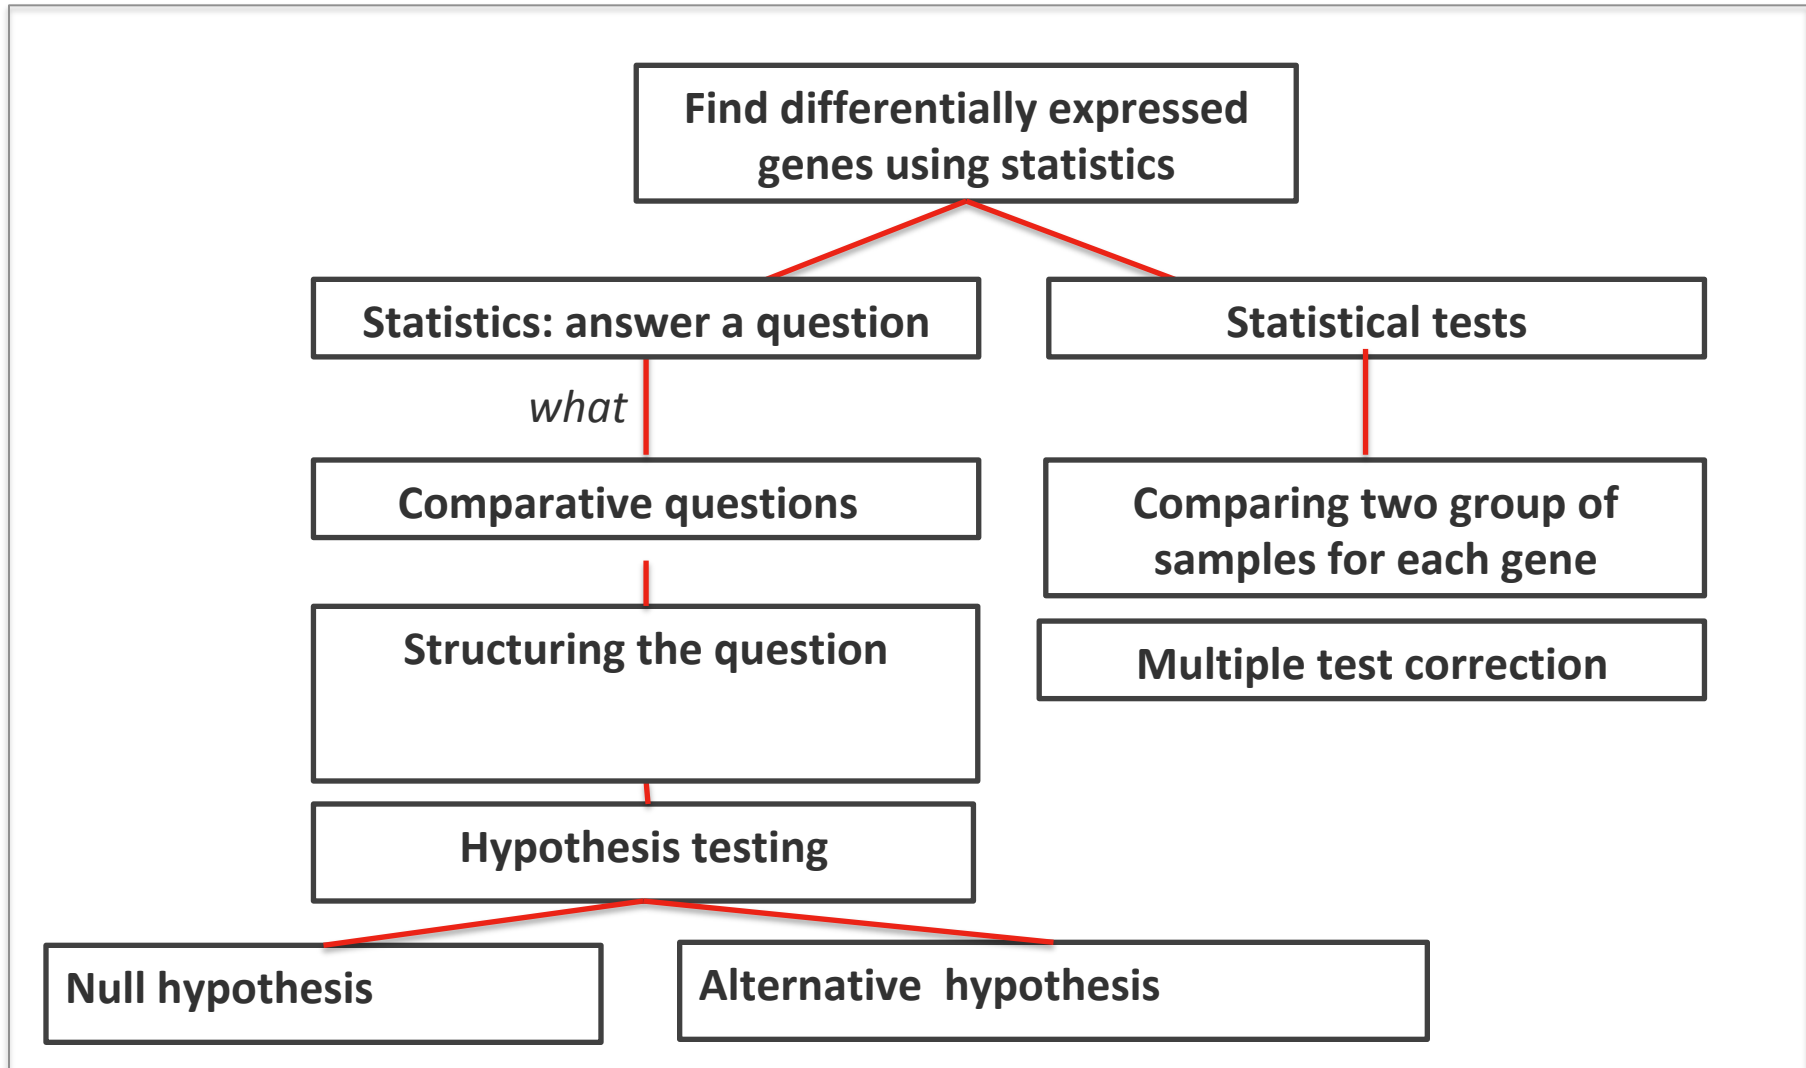 Find differentially expressed
genes using statistics
Statistics: answer a question
Statistical tests
what
Comparative questions
Comparing two group of
samples for each gene
Structuring the question
Multiple test correction
Hypothesis testing
Null hypothesis
Alternative  hypothesis